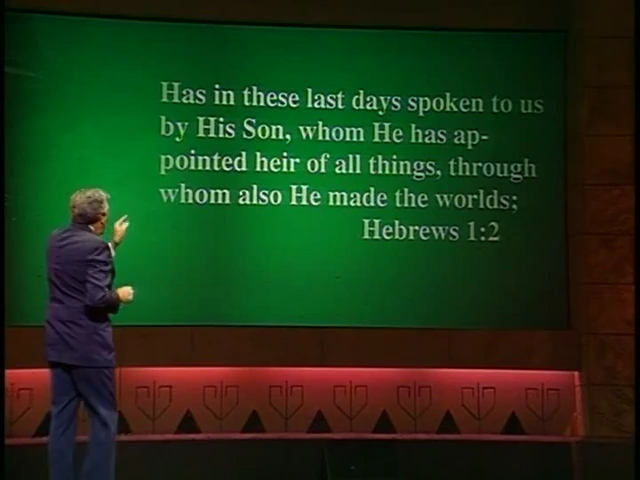 Has in these last days spoken to us
by His Son, whom He has ap-
pointed heir of all things, through
whom also He made the worlds;
Hebrews 1:2